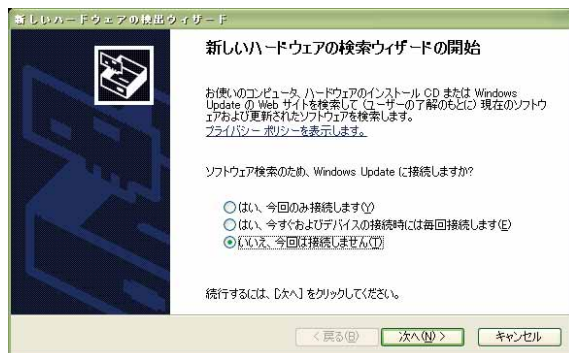 新しいハードウェアの検出ウィザード
新しいハードウェアの検索ウィザードの開始
お使いのコンピュータ、ハードウェアのインストール CD または Windows
Update の Web サイトを検索して (ユーザーの了解のもとに) 現在のソフトウ
ェアおよび更新されたソフトウェアを検索します。
プライバシー ポリシーを表示します。
ソフトウェア検索のため、Windows Update に接続しますか?
はい、今回のみ接続します(Y)
はい、今すぐおよびデバイスの接続時には毎回接続します(E)
いいえ、今回は接続しません(T)
続行するには、[次へ] をクリックしてください。
< 戻る(B) 次へ(N) > キャンセル